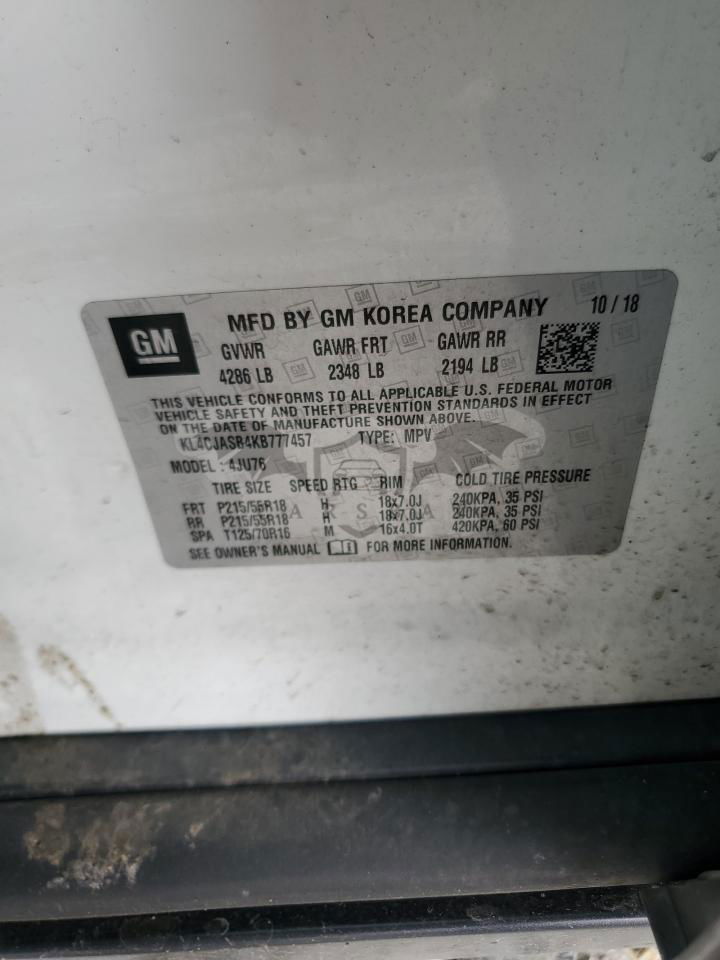 GM
MFD BY GM KOREA COMPANY 10 / 18
GVWR GAWR FRT GAWR RR
4286 LB 2348 LB 2194 LB
THIS VEHICLE CONFORMS TO ALL APPLICABLE U.S. FEDERAL MOTOR
VEHICLE SAFETY AND THEFT PREVENTION STANDARDS IN EFFECT
ON THE DATE OF MANUFACTURE SHOWN ABOVE.
KL4CJASB4KB777457 TYPE: MPV
MODEL : 4JU76
TIRE SIZE SPEED RTG RIM COLD TIRE PRESSURE
FRT P215/55R18 H 18x7.0J 240KPA, 35 PSI
RR P215/55R18 H 18x7.0J 240KPA, 35 PSI
SPA T125/70R16 M 16x4.0T 420KPA, 60 PSI
SEE OWNER'S MANUAL FOR MORE INFORMATION.